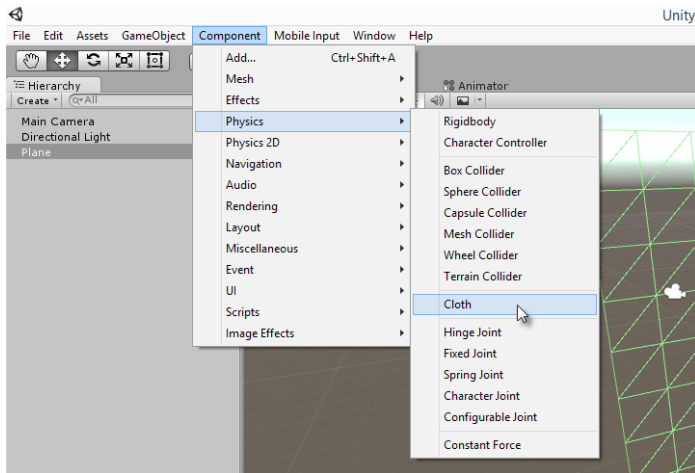 Unity
File Edit Assets GameObject Component Mobile Input Window Help
Hierarchy
Create All
Main Camera
Directional Light
Plane
Add... Ctrl+Shift+A
Mesh
Effects
Physics
Physics 2D
Navigation
Audio
Rendering
Layout
Miscellaneous
Event
UI
Scripts
Image Effects
Animator
Rigidbody
Character Controller
Box Collider
Sphere Collider
Capsule Collider
Mesh Collider
Wheel Collider
Terrain Collider
Cloth
Hinge Joint
Fixed Joint
Spring Joint
Character Joint
Configurable Joint
Constant Force